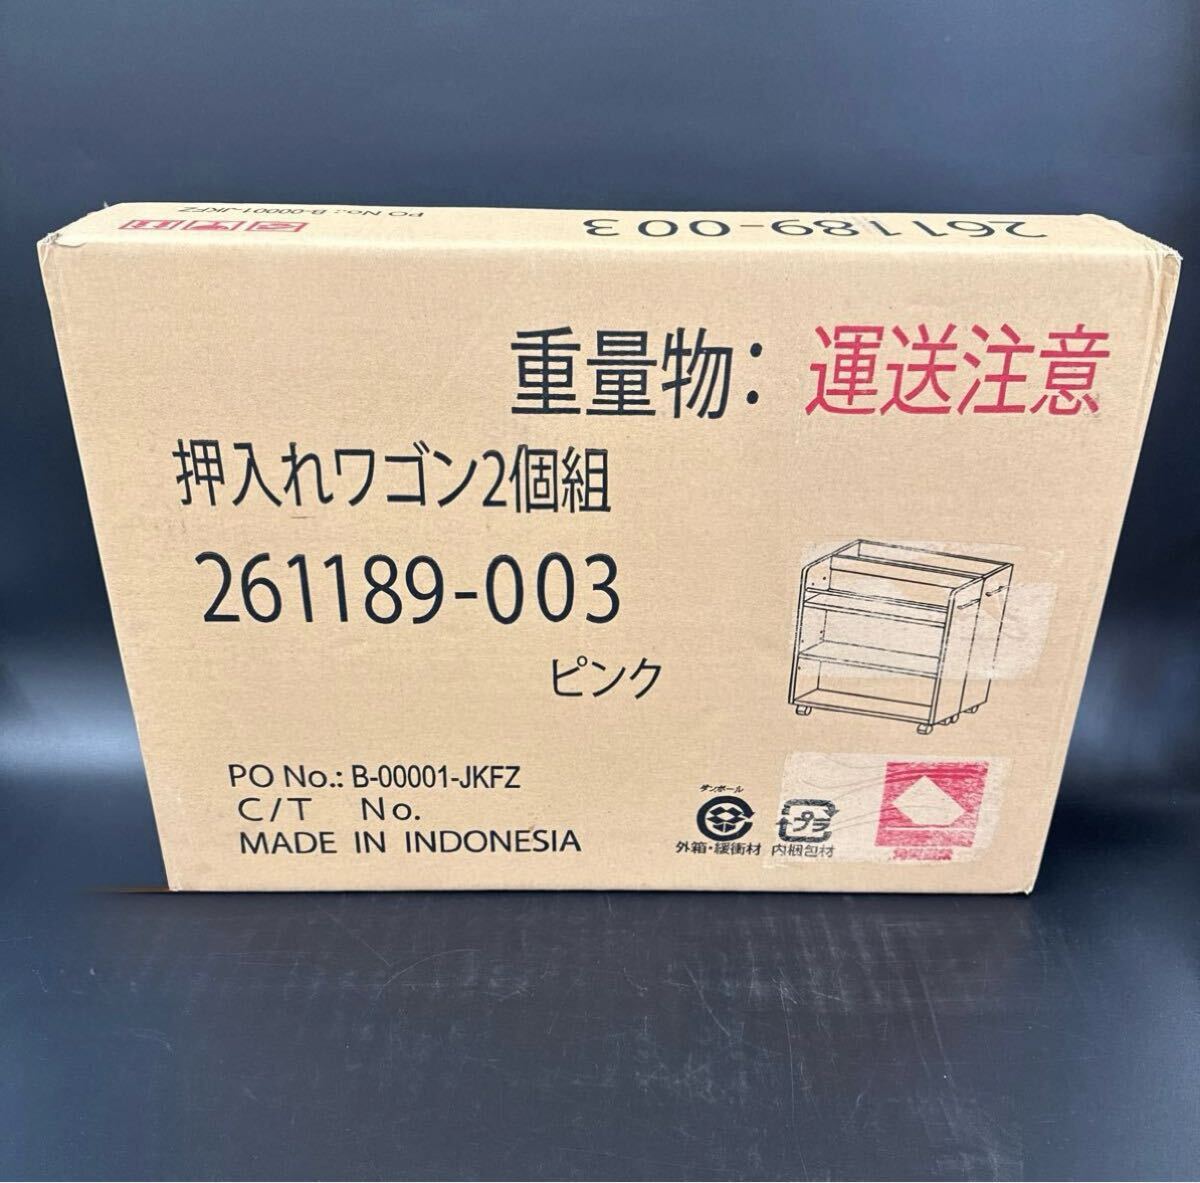 261189-003
PO No.: B-00001-JKFZ
重量物：運送注意
押入れワゴン2個組
261189-003
ピンク
PO No.: B-00001-JKFZ
C/T No.
MADE IN INDONESIA
ダンボール
外箱・緩衝材
プラ
内梱包材